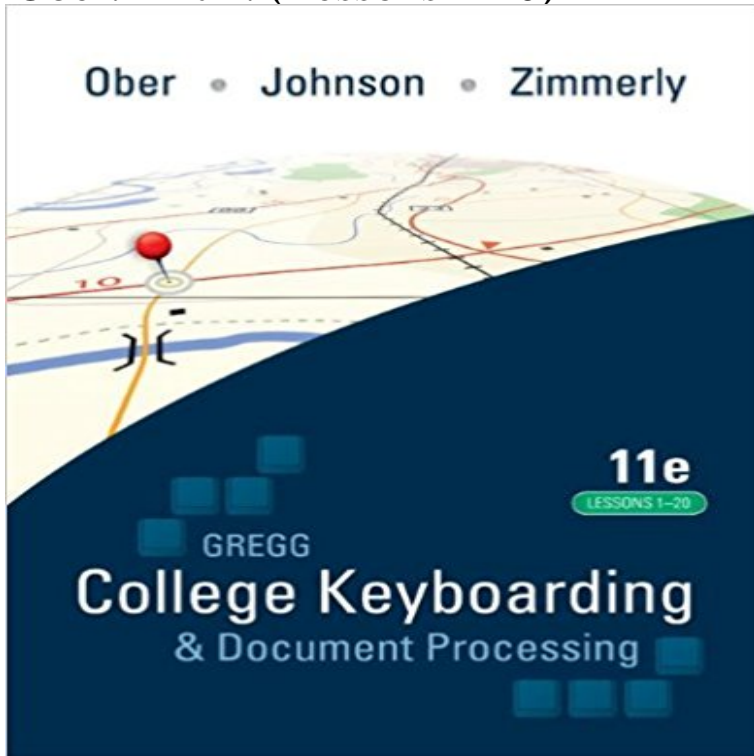 Ober • Johnson • Zimmerly
10
11e
LESSONS 1–20
GREGG
College Keyboarding
& Document Processing